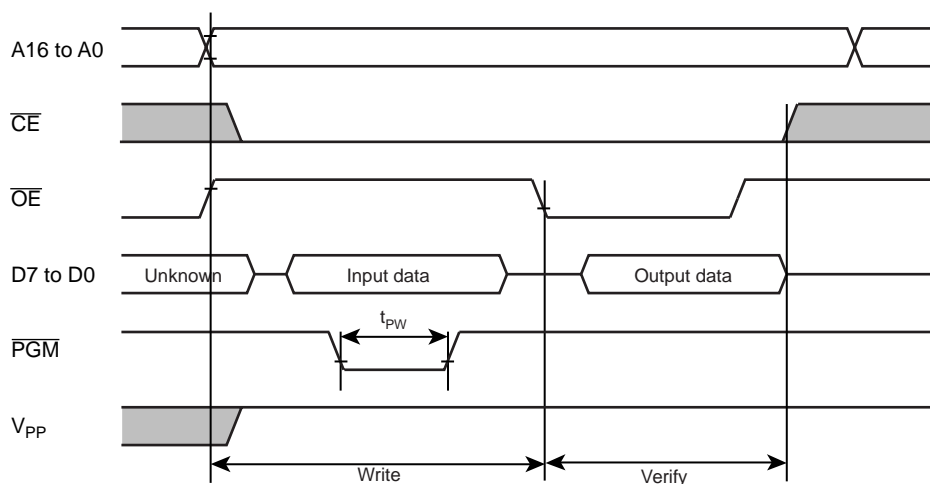 A16 to A0
CE
OE
D7 to D0 Unknown Input data Output data
PGM tPW
VPP
Write Verify